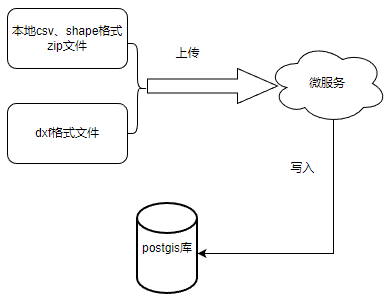 本地csv、shape格式
zip文件
上传
微服务
dxf格式文件
写入
postgis库